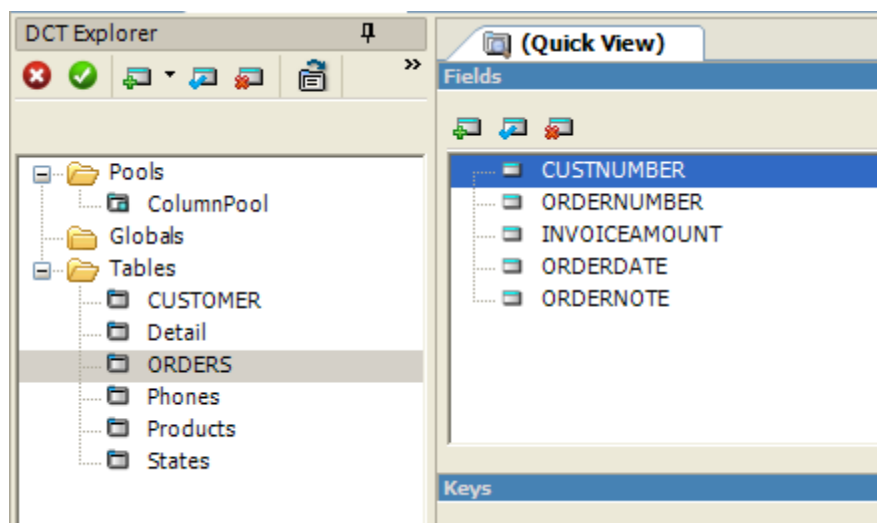 DCT Explorer
Pools
ColumnPool
Globals
Tables
CUSTOMER
Detail
ORDERS
Phones
Products
States
(Quick View)
Fields
CUSTNUMBER
ORDERNUMBER
INVOICEAMOUNT
ORDERDATE
ORDERNOTE
Keys